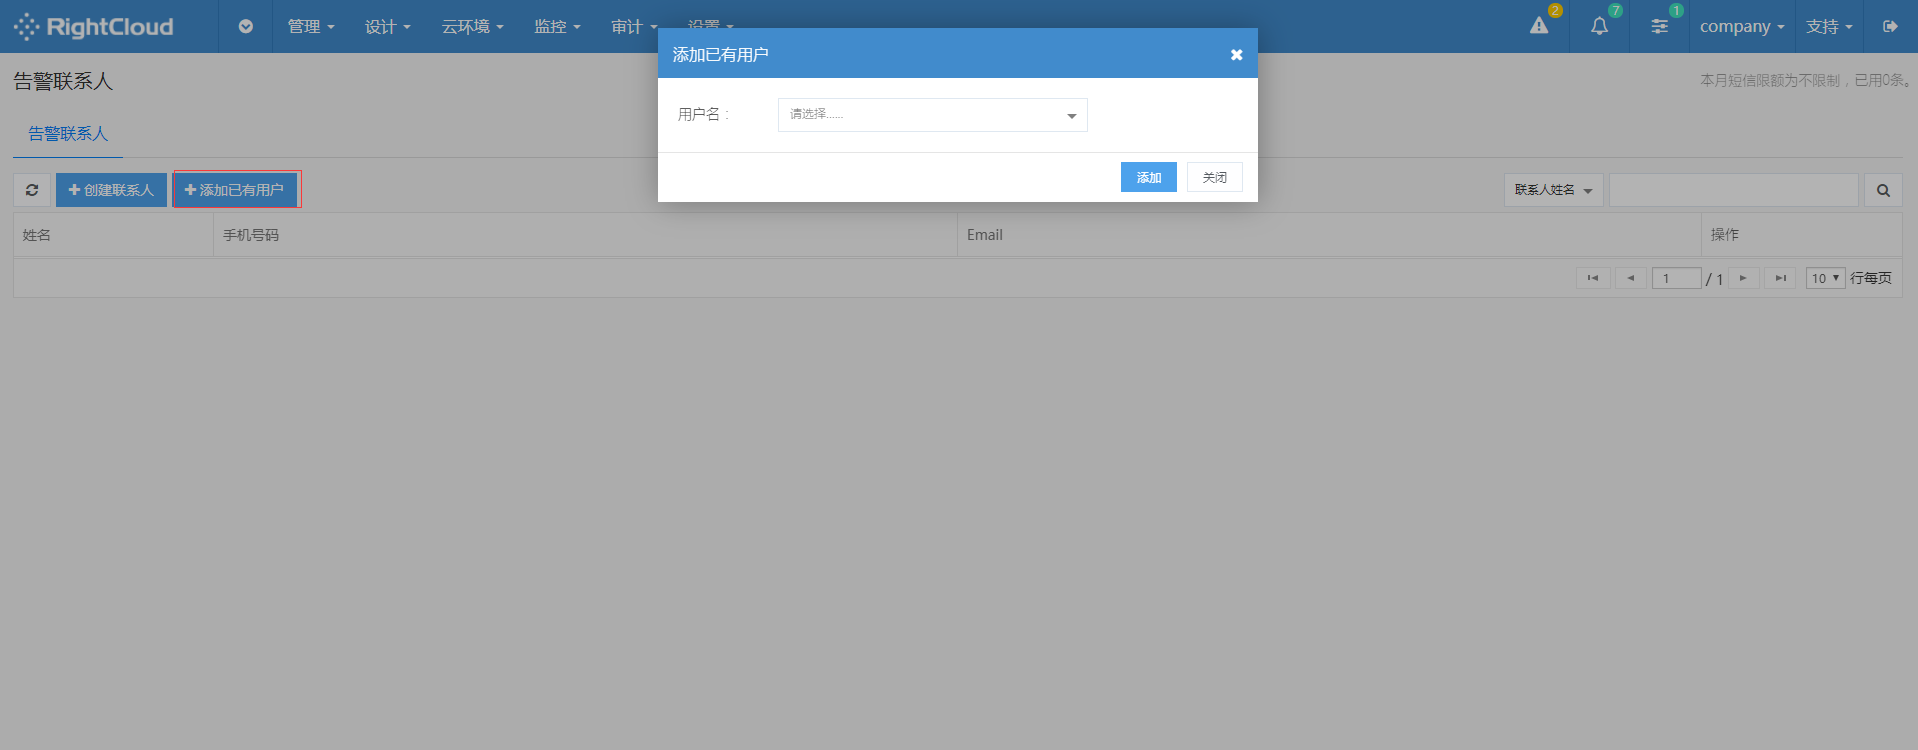 RightCloud 管理 设计 云环境 监控 审计 设置 2 7 1 company 支持
添加已有用户
告警联系人
本月短信限额为不限制，已用0条。
用户名：
请选择......
告警联系人
添加 关闭
创建联系人 添加已有用户 联系人姓名
姓名 手机号码 Email 操作
1 / 1 10 行每页